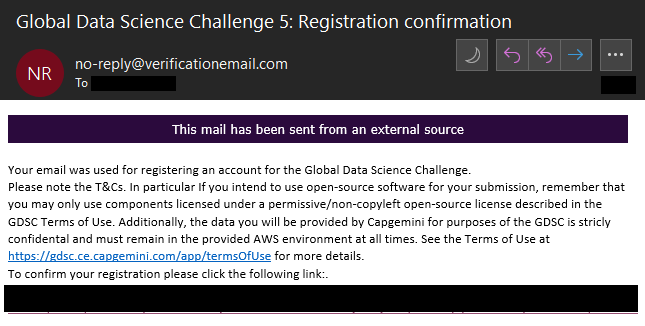 Global Data Science Challenge 5: Registration confirmation
NR
no-reply@verificationemail.com
To
This mail has been sent from an external source
Your email was used for registering an account for the Global Data Science Challenge.
Please note the T&Cs. In particular If you intend to use open-source software for your submission, remember that
you may only use components licensed under a permissive/non-copyleft open-source license described in the
GDSC Terms of Use. Additionally, the data you will be provided by Capgemini for purposes of the GDSC is stricly
confidental and must remain in the provided AWS environment at all times. See the Terms of Use at
https://gdsc.ce.capgemini.com/app/termsOfUse for more details.
To confirm your registration please click the following link:.